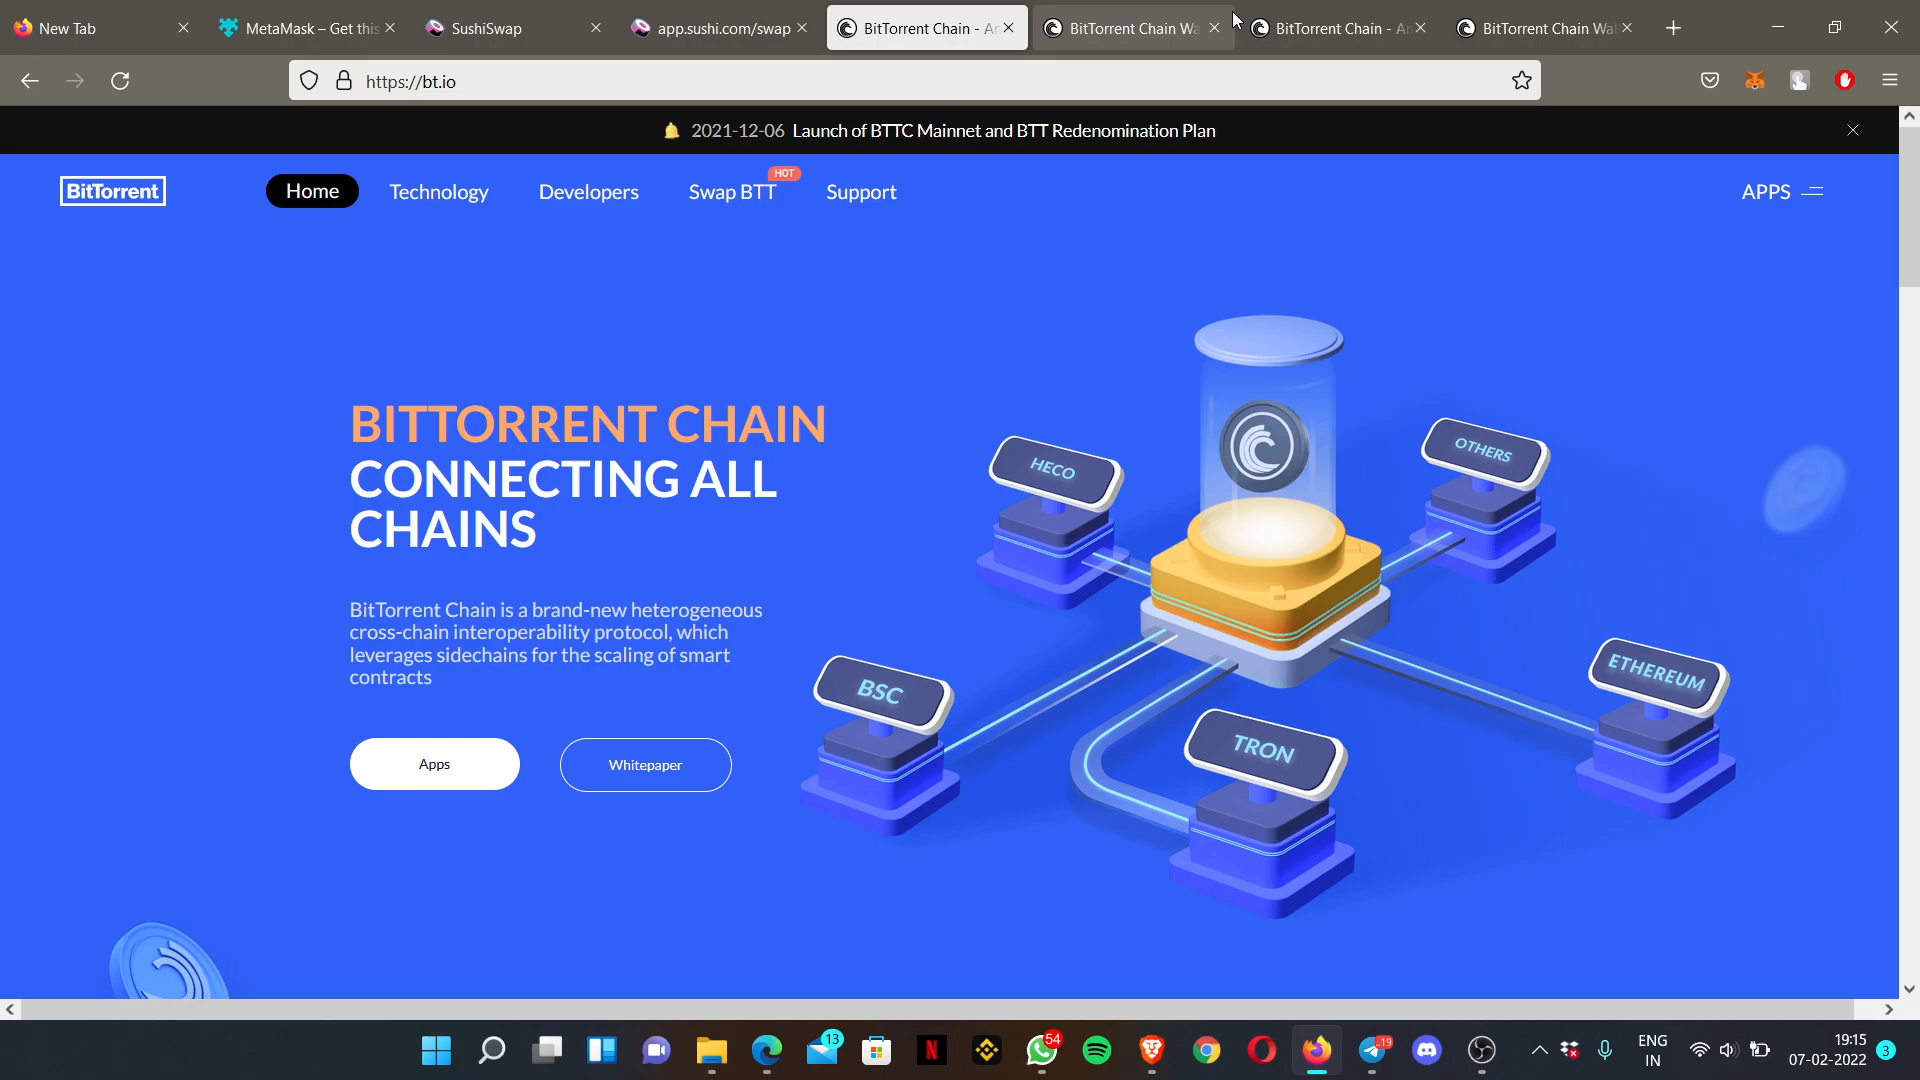 New Tab
MetaMask – Get this
SushiSwap
app.sushi.com/swap
BitTorrent Chain - An
BitTorrent Chain Wa
BitTorrent Chain - An
BitTorrent Chain Wal
https://bt.io
2021-12-06 Launch of BTTC Mainnet and BTT Redenomination Plan
BitTorrent
Home
Technology
Developers
Swap BTT
HOT
Support
APPS
BITTORRENT CHAIN
CONNECTING ALL
CHAINS
BitTorrent Chain is a brand-new heterogeneous
cross-chain interoperability protocol, which
leverages sidechains for the scaling of smart
contracts
Apps
Whitepaper
HECO
OTHERS
BSC
ETHEREUM
TRON
13
54
..19
ENG
IN
19:15
07-02-2022
3